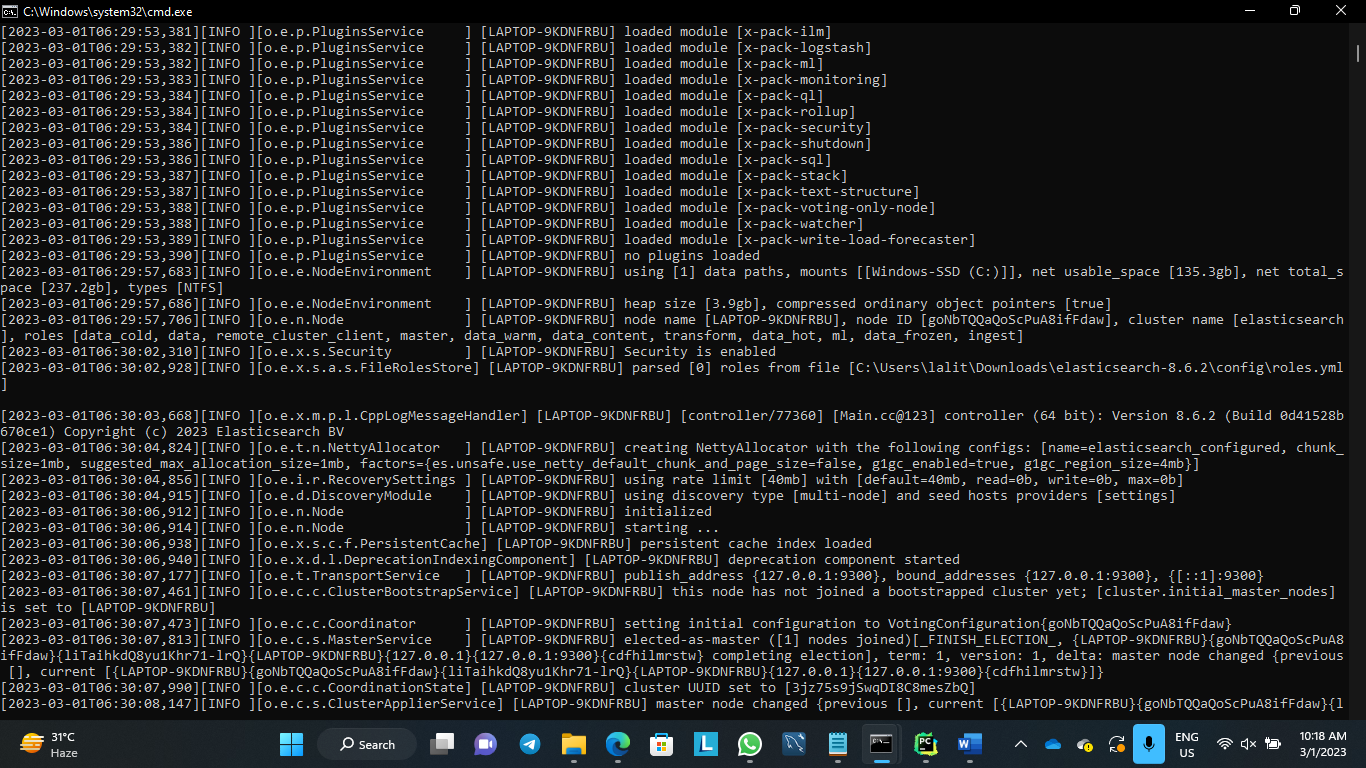 C:\Windows\system32\cmd.exe
[2023-03-01T06:29:53,381][INFO ][o.e.p.PluginsService     ] [LAPTOP-9KDNFRBU] loaded module [x-pack-ilm]
[2023-03-01T06:29:53,382][INFO ][o.e.p.PluginsService     ] [LAPTOP-9KDNFRBU] loaded module [x-pack-logstash]
[2023-03-01T06:29:53,382][INFO ][o.e.p.PluginsService     ] [LAPTOP-9KDNFRBU] loaded module [x-pack-ml]
[2023-03-01T06:29:53,383][INFO ][o.e.p.PluginsService     ] [LAPTOP-9KDNFRBU] loaded module [x-pack-monitoring]
[2023-03-01T06:29:53,384][INFO ][o.e.p.PluginsService     ] [LAPTOP-9KDNFRBU] loaded module [x-pack-ql]
[2023-03-01T06:29:53,384][INFO ][o.e.p.PluginsService     ] [LAPTOP-9KDNFRBU] loaded module [x-pack-rollup]
[2023-03-01T06:29:53,384][INFO ][o.e.p.PluginsService     ] [LAPTOP-9KDNFRBU] loaded module [x-pack-security]
[2023-03-01T06:29:53,386][INFO ][o.e.p.PluginsService     ] [LAPTOP-9KDNFRBU] loaded module [x-pack-shutdown]
[2023-03-01T06:29:53,386][INFO ][o.e.p.PluginsService     ] [LAPTOP-9KDNFRBU] loaded module [x-pack-sql]
[2023-03-01T06:29:53,387][INFO ][o.e.p.PluginsService     ] [LAPTOP-9KDNFRBU] loaded module [x-pack-stack]
[2023-03-01T06:29:53,387][INFO ][o.e.p.PluginsService     ] [LAPTOP-9KDNFRBU] loaded module [x-pack-text-structure]
[2023-03-01T06:29:53,388][INFO ][o.e.p.PluginsService     ] [LAPTOP-9KDNFRBU] loaded module [x-pack-voting-only-node]
[2023-03-01T06:29:53,388][INFO ][o.e.p.PluginsService     ] [LAPTOP-9KDNFRBU] loaded module [x-pack-watcher]
[2023-03-01T06:29:53,389][INFO ][o.e.p.PluginsService     ] [LAPTOP-9KDNFRBU] loaded module [x-pack-write-load-forecaster]
[2023-03-01T06:29:53,390][INFO ][o.e.p.PluginsService     ] [LAPTOP-9KDNFRBU] no plugins loaded
[2023-03-01T06:29:57,683][INFO ][o.e.e.NodeEnvironment    ] [LAPTOP-9KDNFRBU] using [1] data paths, mounts [[Windows-SSD (C:)]], net usable_space [135.3gb], net total_s
pace [237.2gb], types [NTFS]
[2023-03-01T06:29:57,686][INFO ][o.e.e.NodeEnvironment    ] [LAPTOP-9KDNFRBU] heap size [3.9gb], compressed ordinary object pointers [true]
[2023-03-01T06:29:57,706][INFO ][o.e.n.Node               ] [LAPTOP-9KDNFRBU] node name [LAPTOP-9KDNFRBU], node ID [goNbTQQaQoScPuA8ifFdaw], cluster name [elasticsearch
], roles [data_cold, data, remote_cluster_client, master, data_warm, data_content, transform, data_hot, ml, data_frozen, ingest]
[2023-03-01T06:30:02,310][INFO ][o.e.x.s.Security         ] [LAPTOP-9KDNFRBU] Security is enabled
[2023-03-01T06:30:02,928][INFO ][o.e.x.s.a.s.FileRolesStore] [LAPTOP-9KDNFRBU] parsed [0] roles from file [C:\Users\lalit\Downloads\elasticsearch-8.6.2\config\roles.yml
]
[2023-03-01T06:30:03,668][INFO ][o.e.x.m.p.l.CppLogMessageHandler] [LAPTOP-9KDNFRBU] [controller/77360] [Main.cc@123] controller (64 bit): Version 8.6.2 (Build 0d41528b
670ce1) Copyright (c) 2023 Elasticsearch BV
[2023-03-01T06:30:04,824][INFO ][o.e.t.n.NettyAllocator   ] [LAPTOP-9KDNFRBU] creating NettyAllocator with the following configs: [name=elasticsearch_configured, chunk_
size=1mb, suggested_max_allocation_size=1mb, factors={es.unsafe.use_netty_default_chunk_and_page_size=false, g1gc_enabled=true, g1gc_region_size=4mb}]
[2023-03-01T06:30:04,856][INFO ][o.e.i.r.RecoverySettings ] [LAPTOP-9KDNFRBU] using rate limit [40mb] with [default=40mb, read=0b, write=0b, max=0b]
[2023-03-01T06:30:04,915][INFO ][o.e.d.DiscoveryModule    ] [LAPTOP-9KDNFRBU] using discovery type [multi-node] and seed hosts providers [settings]
[2023-03-01T06:30:06,912][INFO ][o.e.n.Node               ] [LAPTOP-9KDNFRBU] initialized
[2023-03-01T06:30:06,914][INFO ][o.e.n.Node               ] [LAPTOP-9KDNFRBU] starting ...
[2023-03-01T06:30:06,938][INFO ][o.e.x.s.c.f.PersistentCache] [LAPTOP-9KDNFRBU] persistent cache index loaded
[2023-03-01T06:30:06,940][INFO ][o.e.x.d.l.DeprecationIndexingComponent] [LAPTOP-9KDNFRBU] deprecation component started
[2023-03-01T06:30:07,177][INFO ][o.e.t.TransportService   ] [LAPTOP-9KDNFRBU] publish_address {127.0.0.1:9300}, bound_addresses {127.0.0.1:9300}, {[::1]:9300}
[2023-03-01T06:30:07,461][INFO ][o.e.c.c.ClusterBootstrapService] [LAPTOP-9KDNFRBU] this node has not joined a bootstrapped cluster yet; [cluster.initial_master_nodes]
is set to [LAPTOP-9KDNFRBU]
[2023-03-01T06:30:07,473][INFO ][o.e.c.c.Coordinator      ] [LAPTOP-9KDNFRBU] setting initial configuration to VotingConfiguration{goNbTQQaQoScPuA8ifFdaw}
[2023-03-01T06:30:07,813][INFO ][o.e.c.s.MasterService    ] [LAPTOP-9KDNFRBU] elected-as-master ([1] nodes joined)[_FINISH_ELECTION_, {LAPTOP-9KDNFRBU}{goNbTQQaQoScPuA8
ifFdaw}{liTaihkdQ8yu1Khr71-lrQ}{LAPTOP-9KDNFRBU}{127.0.0.1}{127.0.0.1:9300}{cdfhilmrstw} completing election], term: 1, version: 1, delta: master node changed {previous
 [], current [{LAPTOP-9KDNFRBU}{goNbTQQaQoScPuA8ifFdaw}{liTaihkdQ8yu1Khr71-lrQ}{LAPTOP-9KDNFRBU}{127.0.0.1}{127.0.0.1:9300}{cdfhilmrstw}]}
[2023-03-01T06:30:07,990][INFO ][o.e.c.c.CoordinationState] [LAPTOP-9KDNFRBU] cluster UUID set to [3jz75s9jSwqDI8C8mesZbQ]
[2023-03-01T06:30:08,147][INFO ][o.e.c.s.ClusterApplierService] [LAPTOP-9KDNFRBU] master node changed {previous [], current [{LAPTOP-9KDNFRBU}{goNbTQQaQoScPuA8ifFdaw}{l
31°C
Haze
Search
L
PC
W
ENG
US
10:18 AM
3/1/2023